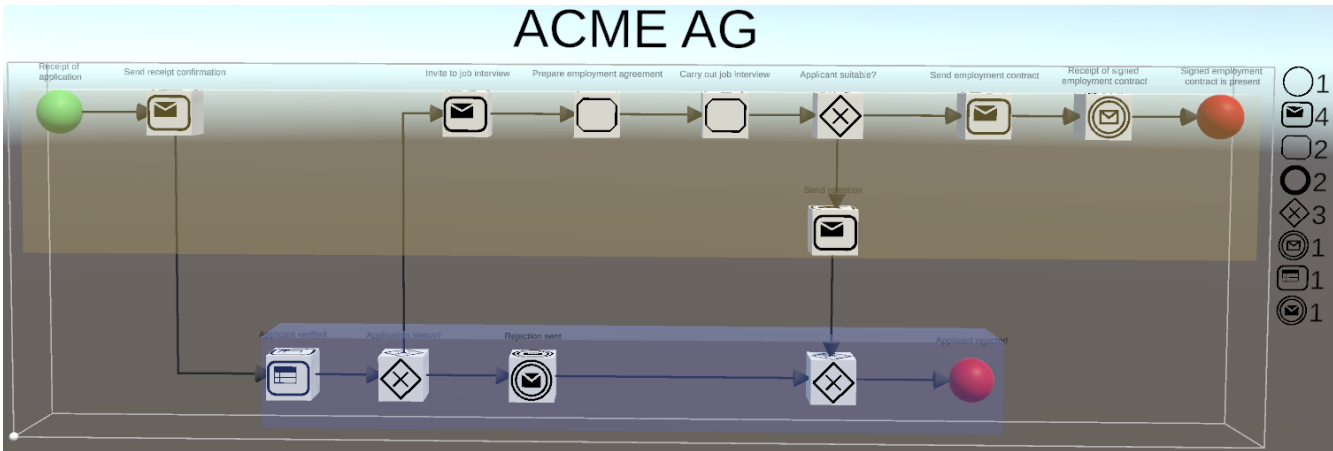 ACME AG
Receipt of
application
Send receipt confirmation
Invite to job interview
Prepare employment agreement
Carry out job interview
Applicant suitable?
Send employment contract
Receipt of signed
employment contract
Signed employment
contract is present
1
4
2
2
3
1
1
1
Send rejection
Applicant verified
Application status?
Rejection sent
Applicant rejected